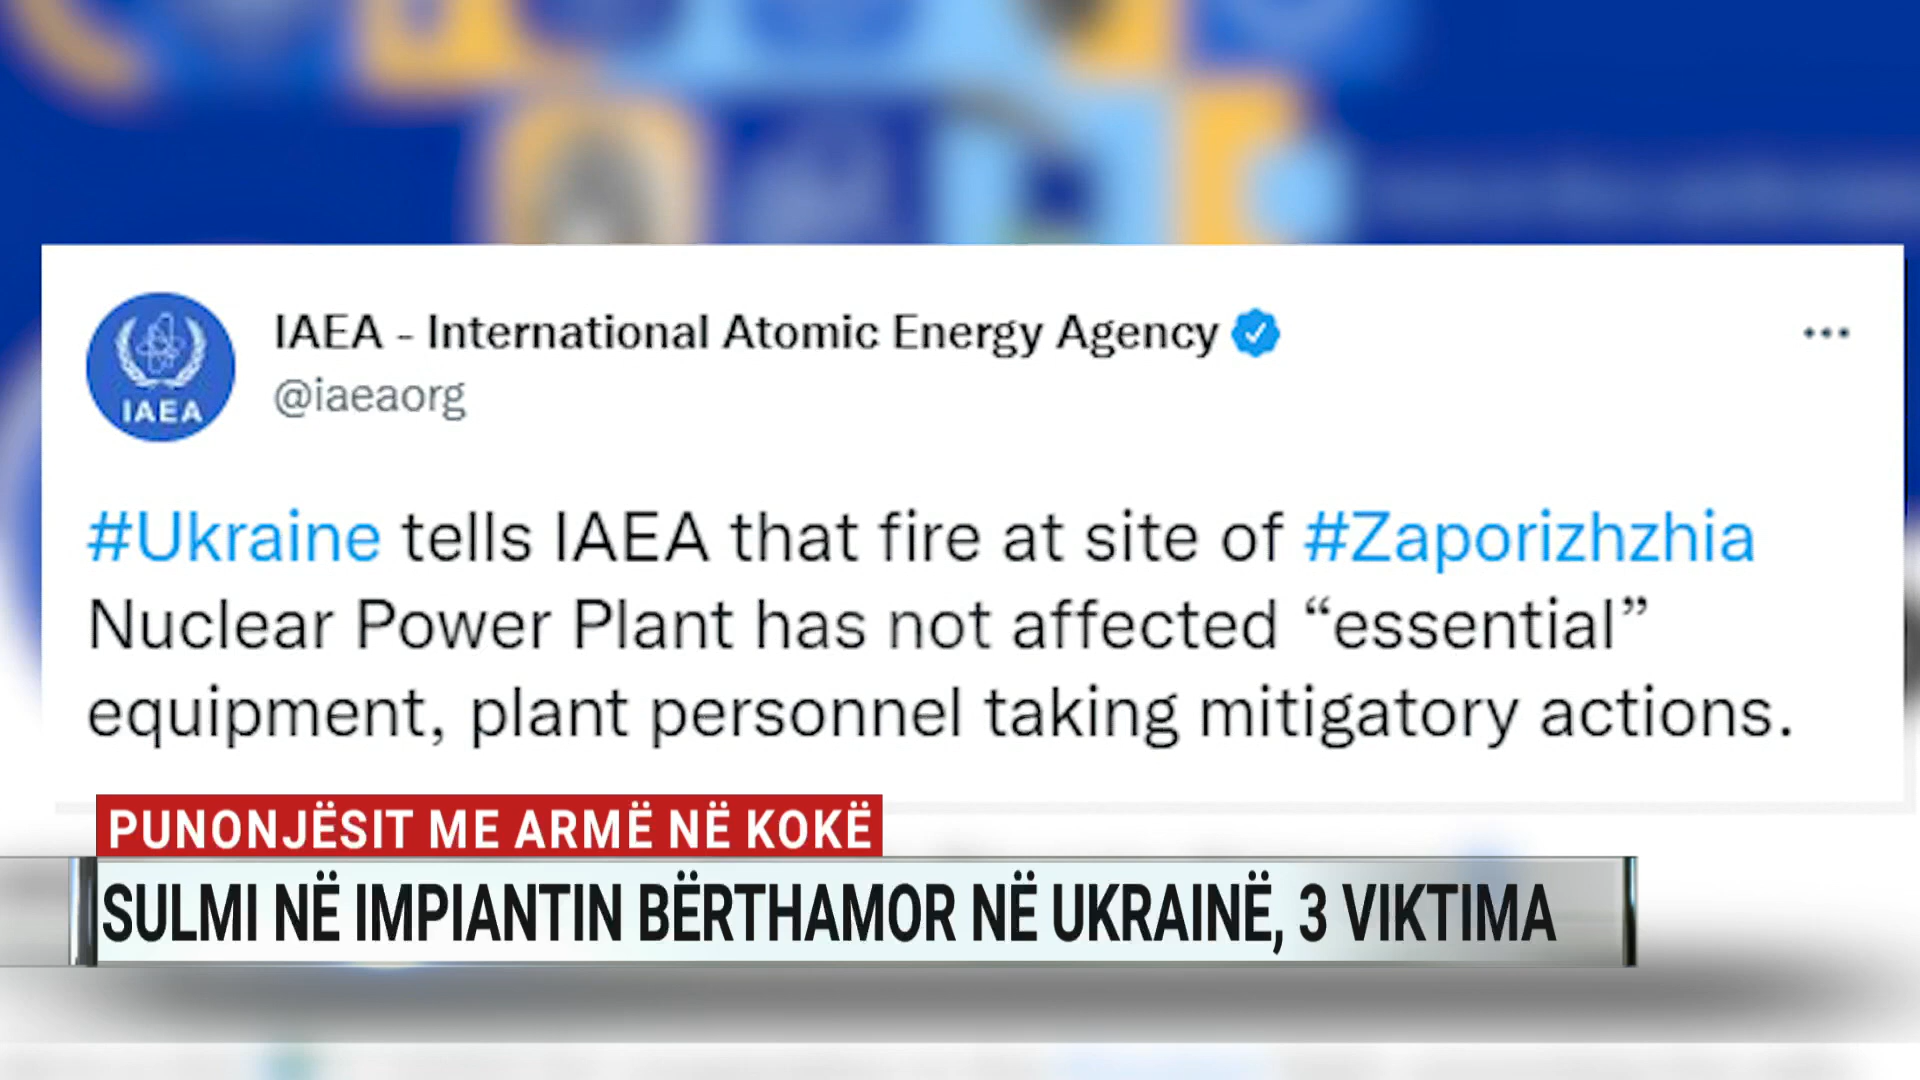 IAEA - International Atomic Energy Agency
@iaeaorg
IAEA
#Ukraine tells IAEA that fire at site of #Zaporizhzhia
Nuclear Power Plant has not affected “essential”
equipment, plant personnel taking mitigatory actions.
PUNONJËSIT ME ARMË NË KOKË
SULMI NË IMPIANTIN BËRTHAMOR NË UKRAINË, 3 VIKTIMA